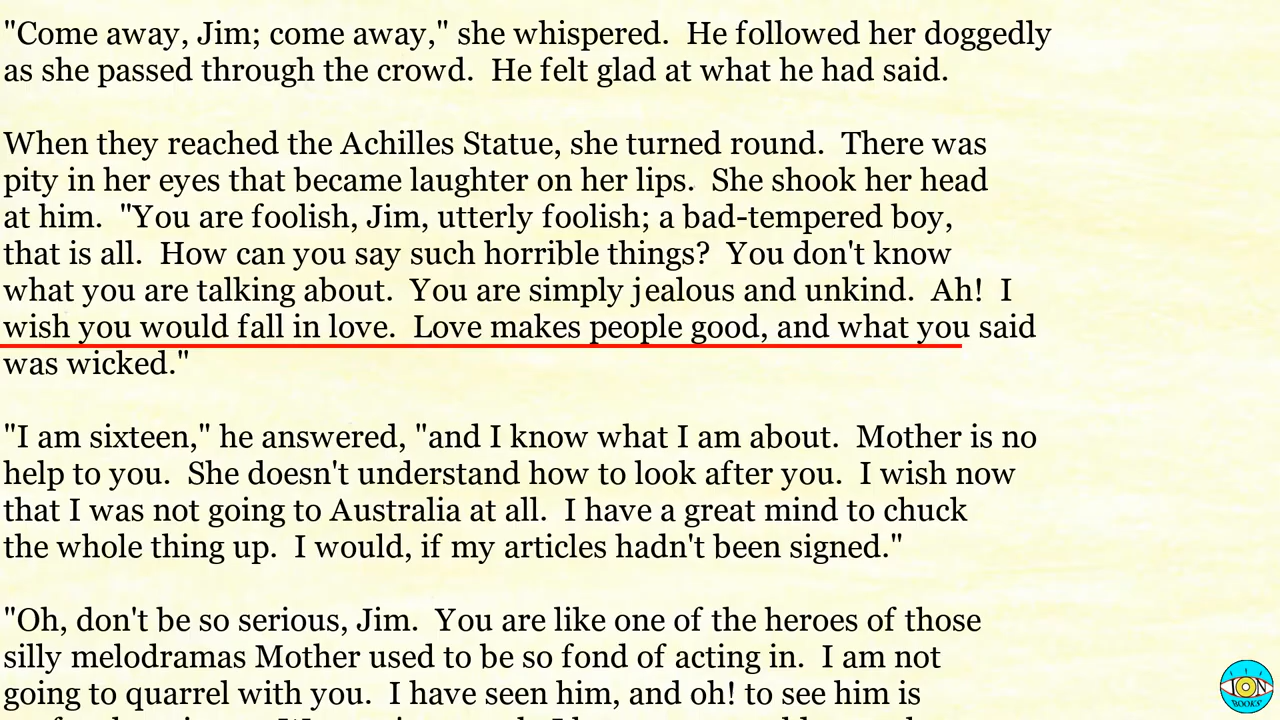 "Come away, Jim; come away," she whispered.  He followed her doggedly
as she passed through the crowd.  He felt glad at what he had said.
When they reached the Achilles Statue, she turned round.  There was
pity in her eyes that became laughter on her lips.  She shook her head
at him.  "You are foolish, Jim, utterly foolish; a bad-tempered boy,
that is all.  How can you say such horrible things?  You don't know
what you are talking about.  You are simply jealous and unkind.  Ah!  I
wish you would fall in love.  Love makes people good, and what you said
was wicked."
"I am sixteen," he answered, "and I know what I am about.  Mother is no
help to you.  She doesn't understand how to look after you.  I wish now
that I was not going to Australia at all.  I have a great mind to chuck
the whole thing up.  I would, if my articles hadn't been signed."
"Oh, don't be so serious, Jim.  You are like one of the heroes of those
silly melodramas Mother used to be so fond of acting in.  I am not
going to quarrel with you.  I have seen him, and oh! to see him is
ION
BOOKS